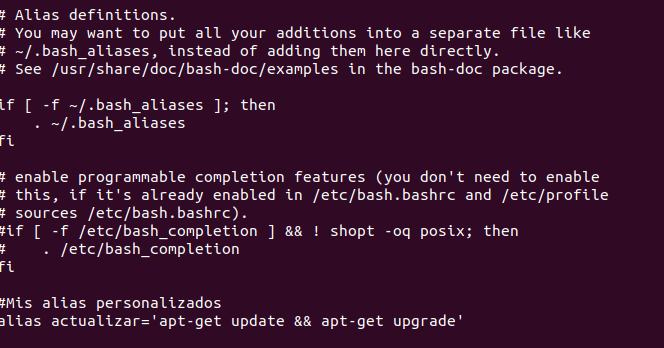 # Alias definitions.
# You may want to put all your additions into a separate file like
# ~/.bash_aliases, instead of adding them here directly.
# See /usr/share/doc/bash-doc/examples in the bash-doc package.
if [ -f ~/.bash_aliases ]; then
. ~/.bash_aliases
fi
# enable programmable completion features (you don't need to enable
# this, if it's already enabled in /etc/bash.bashrc and /etc/profile
# sources /etc/bash.bashrc).
#if [ -f /etc/bash_completion ] && ! shopt -oq posix; then
#    . /etc/bash_completion
fi
#Mis alias personalizados
alias actualizar='apt-get update && apt-get upgrade'